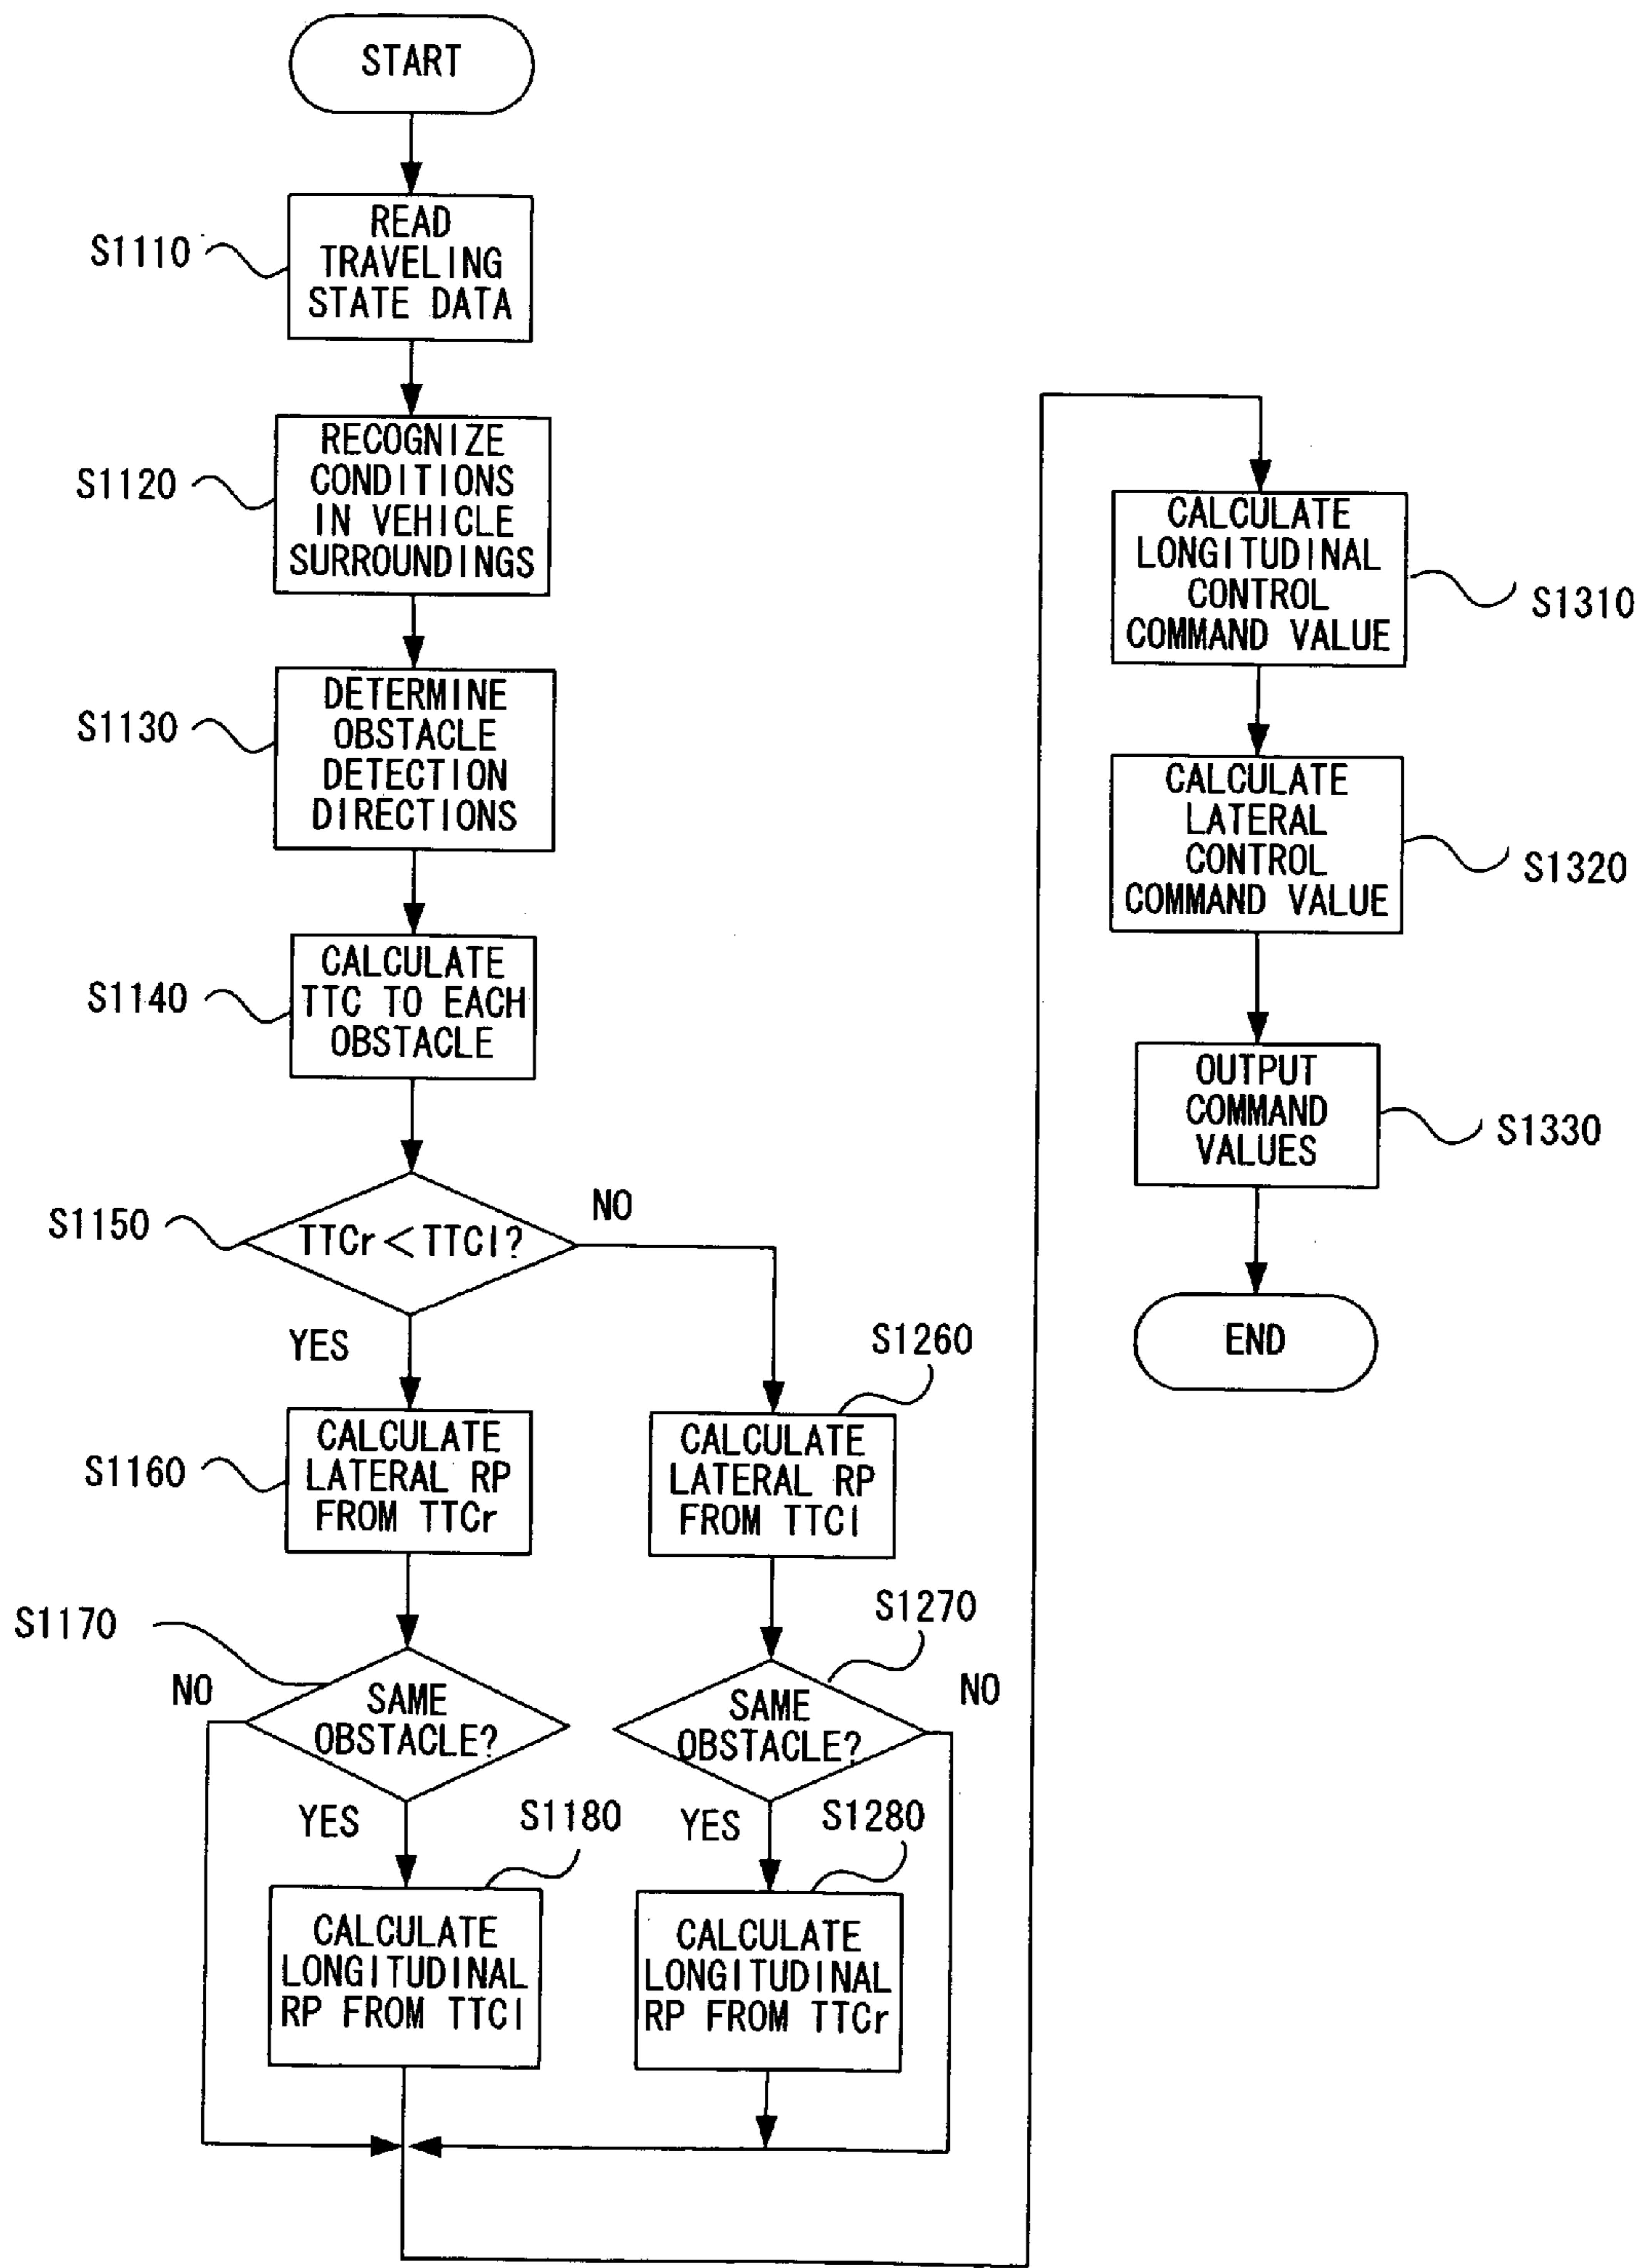 START
S1110
READ
TRAVELING
STATE DATA
S1120
RECOGNIZE
CONDITIONS
IN VEHICLE
SURROUNDINGS
S1130
DETERMINE
OBSTACLE
DETECTION
DIRECTIONS
S1140
CALCULATE
TTC TO EACH
OBSTACLE
S1150
TTCr<TTCl?
NO
YES
S1160
CALCULATE
LATERAL RP
FROM TTCr
S1170
NO
SAME
OBSTACLE?
YES
S1180
CALCULATE
LONGITUDINAL
RP FROM TTCl
S1260
CALCULATE
LATERAL RP
FROM TTCl
S1270
SAME
OBSTACLE?
NO
YES
S1280
CALCULATE
LONGITUDINAL
RP FROM TTCr
CALCULATE
LONGITUDINAL
CONTROL
COMMAND VALUE
S1310
CALCULATE
LATERAL
CONTROL
COMMAND VALUE
S1320
OUTPUT
COMMAND
VALUES
S1330
END